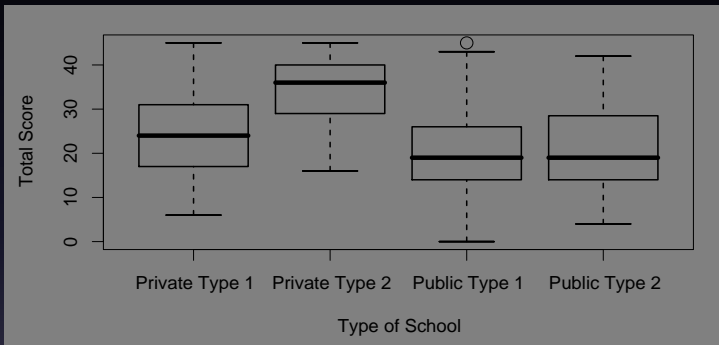 Total Score
40
30
20
10
0
Private Type 1 Private Type 2 Public Type 1 Public Type 2
Type of School